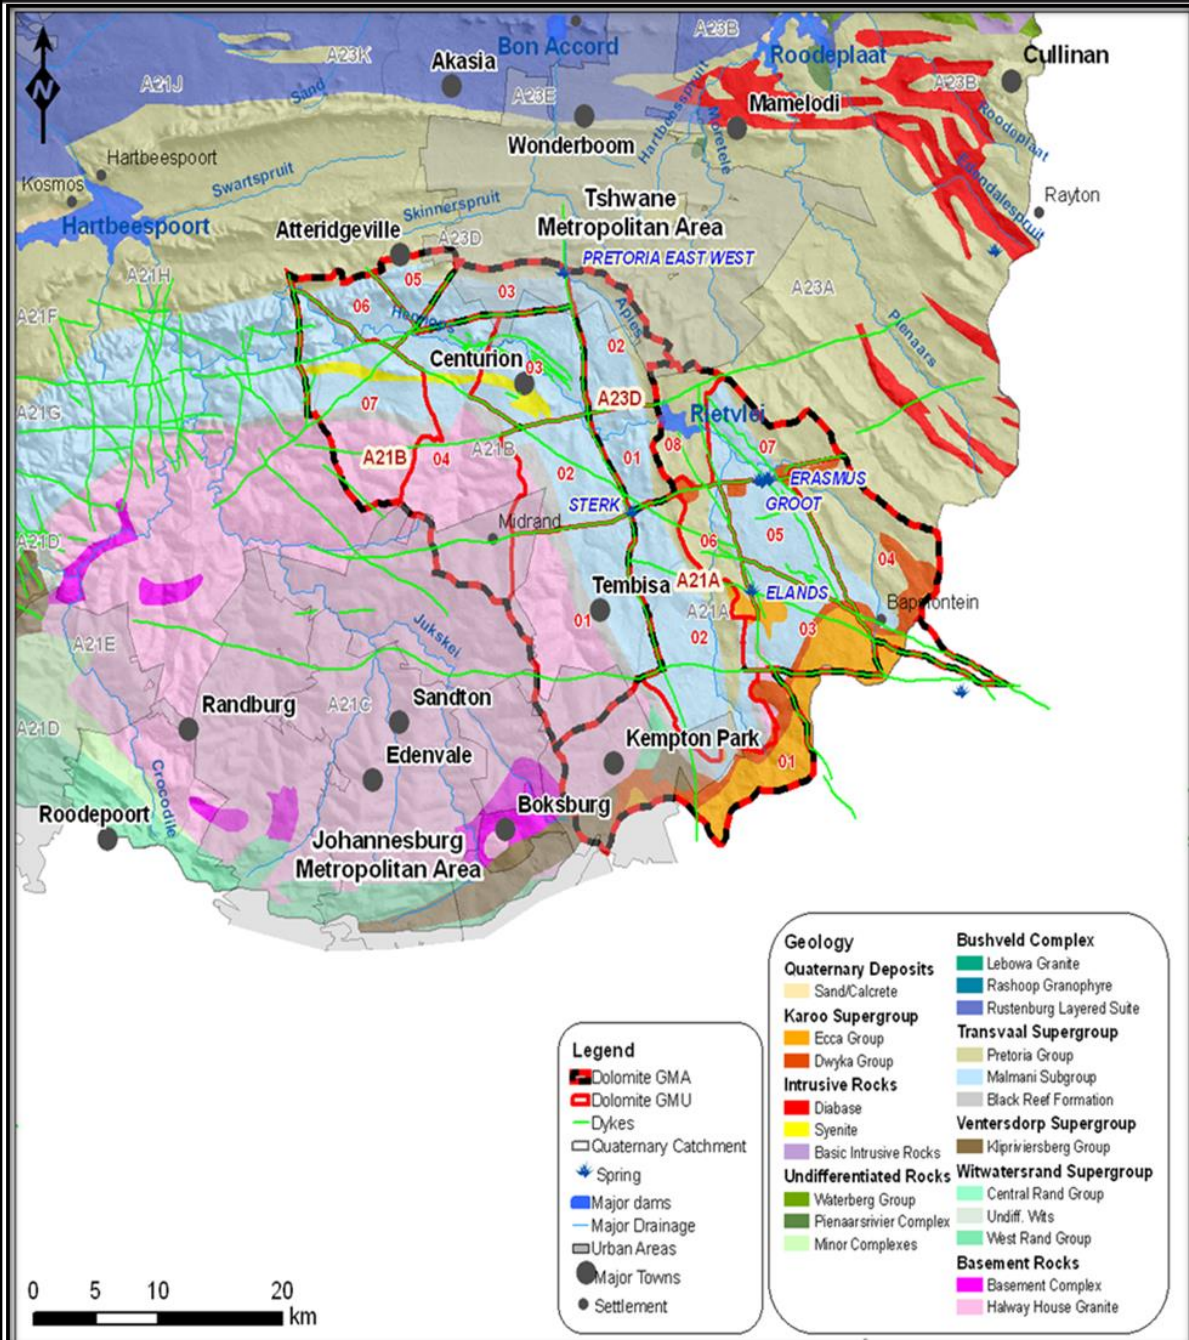 A23B
Bon Accord
A23K
Roodeplaat
Cullinan
Akasia
A21J
Sand
A23E
A23B
Mamelodi
Hartbeesspruit
Moretele
Roodeplaat
Wonderboom
Hartbeespoort
Kosmos
Swartspruit
Edendalespruit
Rayton
Skinnerspruit
Tshwane
Metropolitan Area
Hartbeespoort
Atteridgeville
A23D
PRETORIA EAST WEST
A21H
05
03
A23A
06
A21F
Hennops
Apies
Pienaars
02
Centurion
03
A23D
07
A21G
Rietvlei
07
A21B
04
A21B
08
02
01
ERASMUS
STERK
GROOT
Midrand
05
A21D
06
04
Tembisa
A21A
ELANDS
A21A
Bapsfontein
01
Jukskei
03
02
A21E
Randburg
A21C
Sandton
A21D
Kempton Park
Edenvale
01
Crocodile
Boksburg
Roodepoort
Johannesburg
Metropolitan Area
N
Legend
Dolomite GMA
Dolomite GMU
Dykes
Quaternary Catchment
Spring
Major dams
Major Drainage
Urban Areas
Major Towns
Settlement
Geology
Quaternary Deposits
Sand/Calcrete
Karoo Supergroup
Ecca Group
Dwyka Group
Intrusive Rocks
Diabase
Syenite
Basic Intrusive Rocks
Undifferentiated Rocks
Waterberg Group
Pienaarsrivier Complex
Minor Complexes
Bushveld Complex
Lebowa Granite
Rashoop Granophyre
Rustenburg Layered Suite
Transvaal Supergroup
Pretoria Group
Malmani Subgroup
Black Reef Formation
Ventersdorp Supergroup
Klipriviersberg Group
Witwatersrand Supergroup
Central Rand Group
Undiff. Wits
West Rand Group
Basement Rocks
Basement Complex
Halway House Granite
0 5 10 20
km